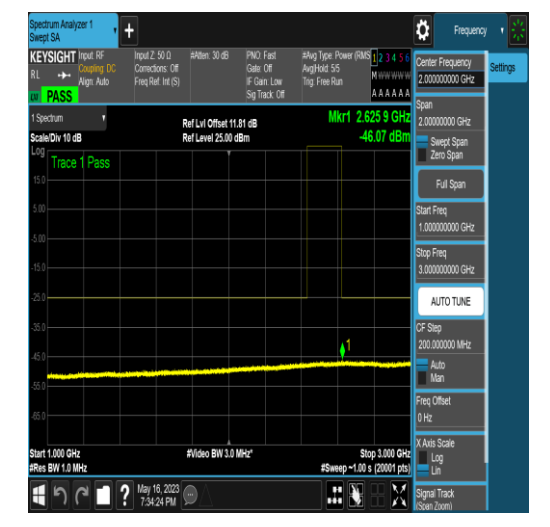 Spectrum Analyzer 1
Swept SA
+
Frequency
KEYSIGHT
Input: RF
Coupling: DC
Align: Auto
RL
PASS
Input Z: 50 Ω
Corrections: Off
Freq Ref: Int (S)
#Atten: 30 dB
PNO: Fast
Gate: Off
IF Gain: Low
Sig Track: Off
#Avg Type: Power (RMS
Avg|Hold: 5/5
Trig: Free Run
1 2 3 4 5 6
M W W W W W
A A A A A A
1 Spectrum
Scale/Div 10 dB
Ref Lvl Offset 11.81 dB
Ref Level 25.00 dBm
Mkr1 2.625 9 GHz
-46.07 dBm
Log
Trace 1 Pass
15.0
5.00
-5.00
-15.0
-25.0
-35.0
-45.0
-55.0
-65.0
1
Start 1.000 GHz
#Res BW 1.0 MHz
#Video BW 3.0 MHz*
Stop 3.000 GHz
#Sweep ~1.00 s (20001 pts)
?
May 16, 2023
7:34:24 PM
Center Frequency
2.000000000 GHz
Settings
Span
2.00000000 GHz
Swept Span
Zero Span
Full Span
Start Freq
1.000000000 GHz
Stop Freq
3.000000000 GHz
AUTO TUNE
CF Step
200.000000 MHz
Auto
Man
Freq Offset
0 Hz
X Axis Scale
Log
Lin
Signal Track
(Span Zoom)